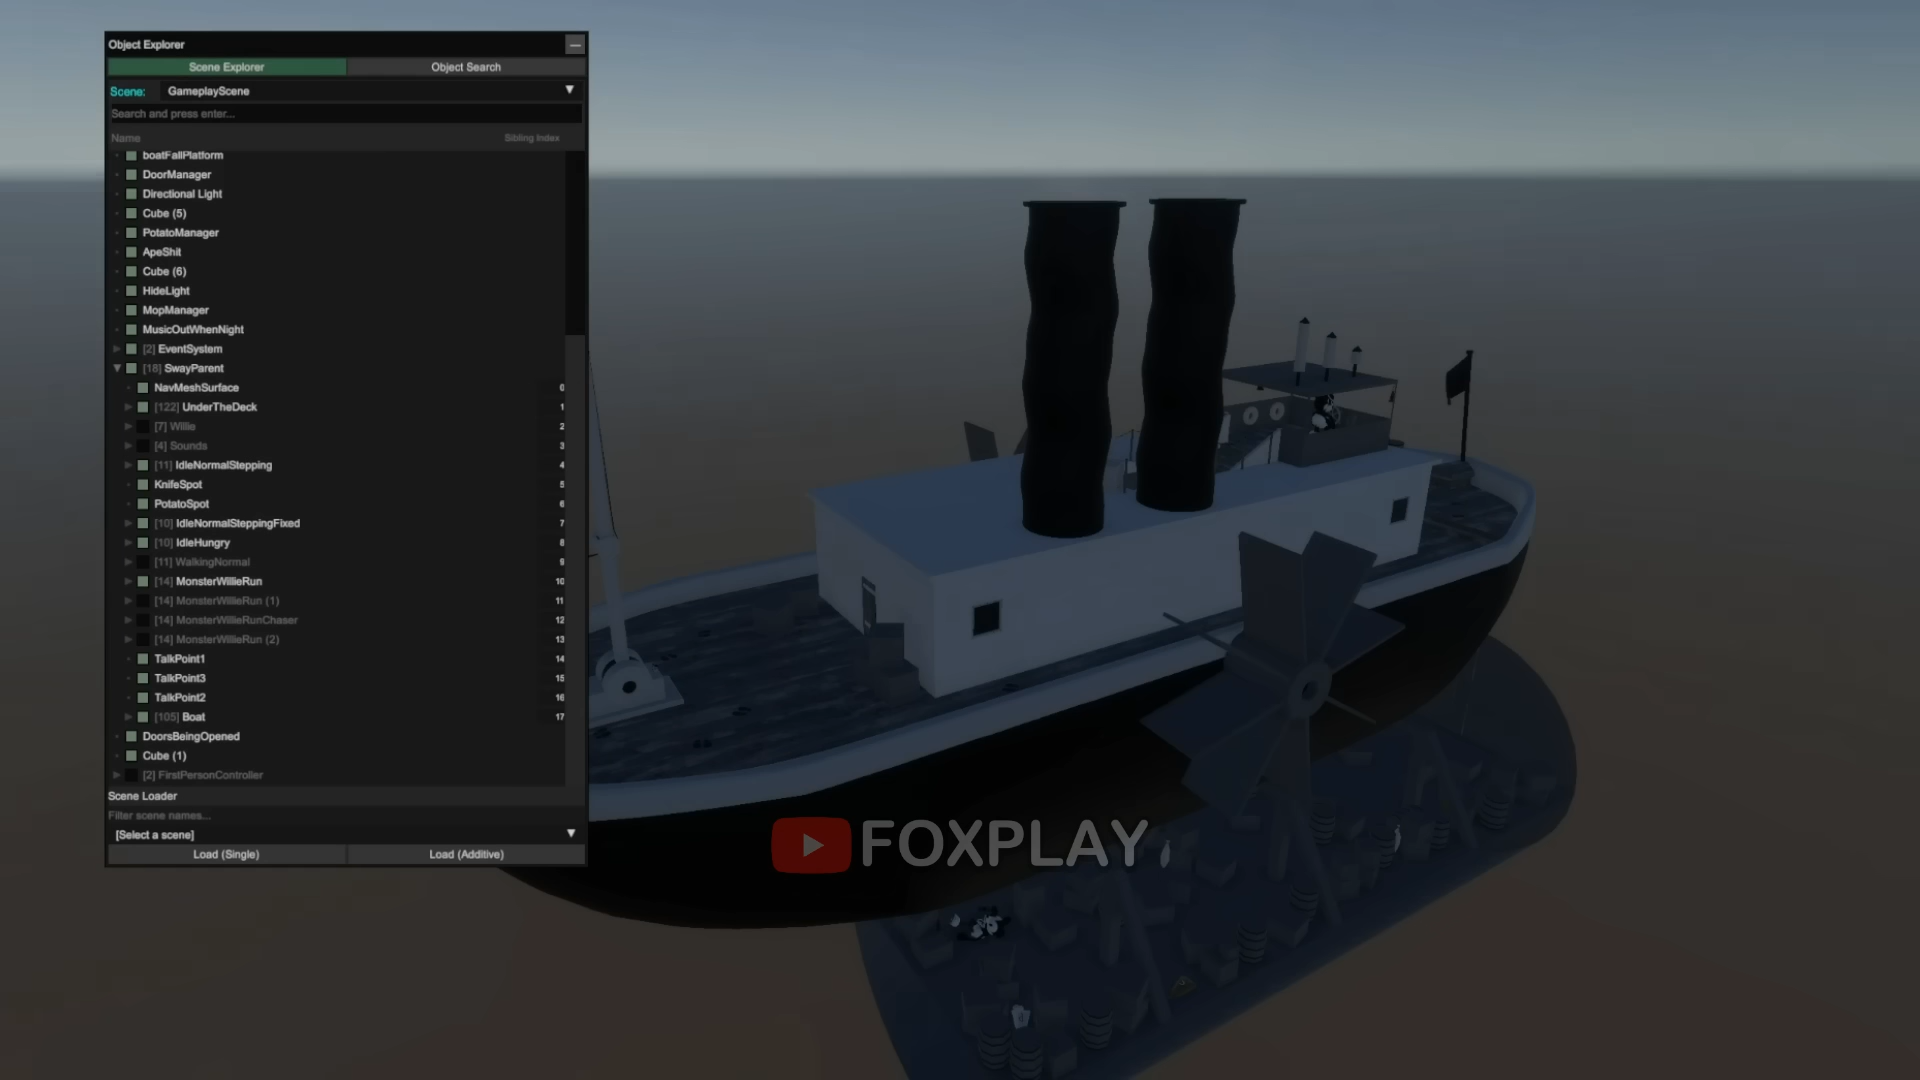 Object Explorer —
Scene Explorer Object Search
Scene: GameplayScene ▼
Search and press enter...
Name Sibling Index
boatFallPlatform
DoorManager
Directional Light
Cube (5)
PotatoManager
ApeShit
Cube (6)
HideLight
MopManager
MusicOutWhenNight
[2] EventSystem
[18] SwayParent
NavMeshSurface 0
[122] UnderTheDeck 1
[7] Willie 2
[4] Sounds 3
[11] IdleNormalStepping 4
KnifeSpot 5
PotatoSpot 6
[10] IdleNormalSteppingFixed 7
[10] IdleHungry 8
[11] WalkingNormal 9
[14] MonsterWillieRun 10
[14] MonsterWillieRun (1) 11
[14] MonsterWillieRunChaser 12
[14] MonsterWillieRun (2) 13
TalkPoint1 14
TalkPoint3 15
TalkPoint2 16
[105] Boat 17
DoorsBeingOpened
Cube (1)
[2] FirstPersonController
Scene Loader
Filter scene names...
[Select a scene] ▼
Load (Single) Load (Additive)
FOXPLAY